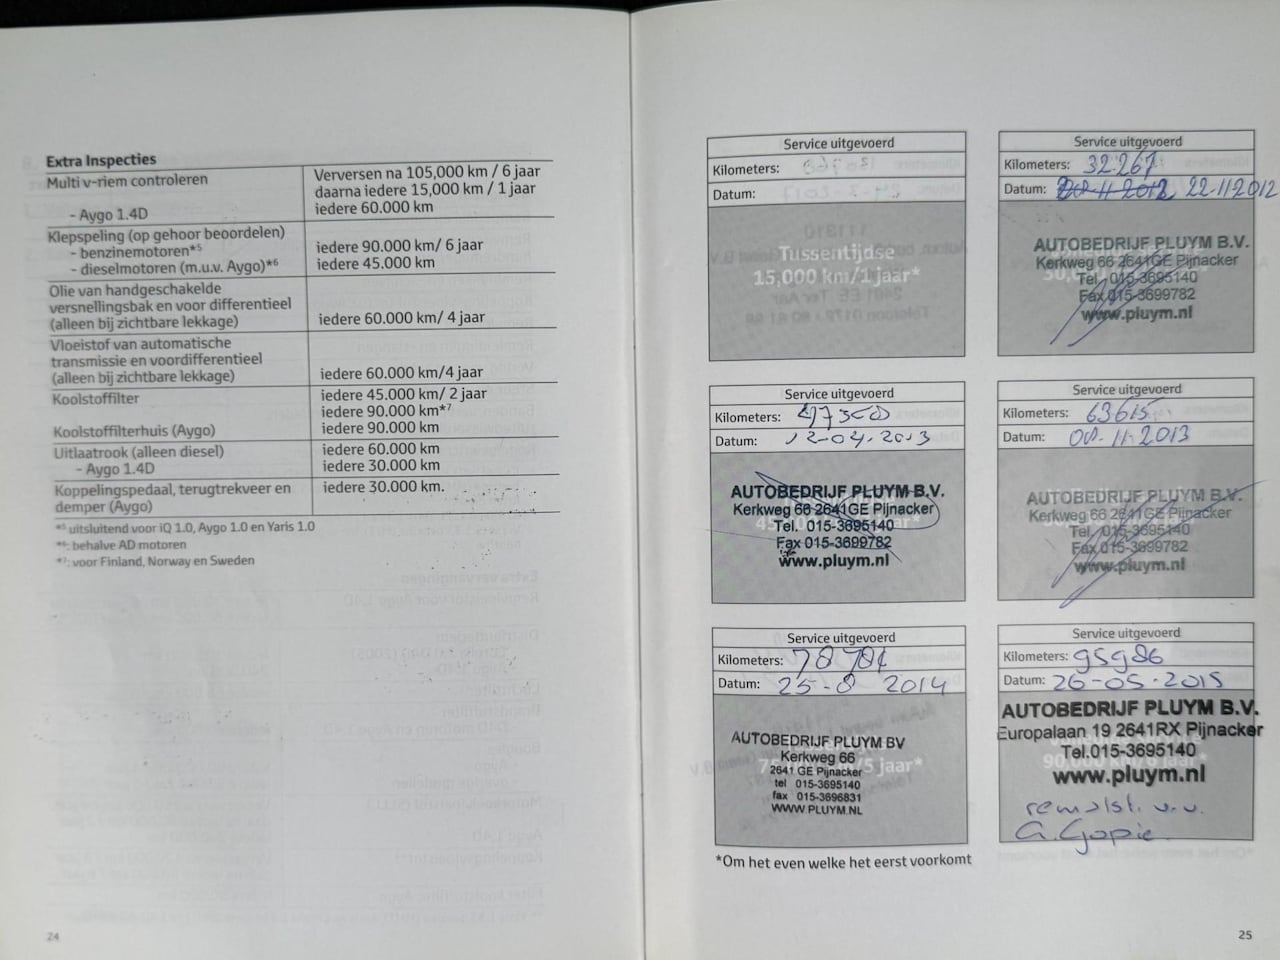 Extra Inspecties
Multi v-riem controleren
Verversen na 105,000 km / 6 jaar
daarna iedere 15,000 km / 1 jaar
- Aygo 1.4D
iedere 60.000 km
Klepspeling (op gehoor beoordelen)
- benzinemotoren*5
iedere 90.000 km/ 6 jaar
- dieselmotoren (m.u.v. Aygo)*6
iedere 45.000 km
Olie van handgeschakelde
versnellingsbak en voor differentieel
(alleen bij zichtbare lekkage)
iedere 60.000 km/ 4 jaar
Vloeistof van automatische
transmissie en voordifferentieel
(alleen bij zichtbare lekkage)
iedere 60.000 km/4 jaar
Koolstoffilter
iedere 45.000 km/ 2 jaar
iedere 90.000 km*7
Koolstoffilterhuis (Aygo)
iedere 90.000 km
Uitlaatrook (alleen diesel)
iedere 60.000 km
- Aygo 1.4D
iedere 30.000 km
Koppelingspedaal, terugtrekveer en
demper (Aygo)
iedere 30.000 km.
*5 uitsluitend voor iQ 1.0, Aygo 1.0 en Yaris 1.0
*6: behalve AD motoren
*7: voor Finland, Norway en Sweden
24
Service uitgevoerd
Kilometers:
Datum:
Tussentijdse
15,000 km/1 jaar*
Service uitgevoerd
Kilometers: 32.267
Datum: 22.11 2012
AUTOBEDRIJF PLUYM B.V.
Kerkweg 66 2641GE Pijnacker
Tel. 015-3695140
Fax 015-3699782
www.pluym.nl
Service uitgevoerd
Kilometers: 47350
Datum: 12-04-2013
AUTOBEDRIJF PLUYM B.V.
Kerkweg 66 2641GE Pijnacker
Tel. 015-3695140
Fax 015-3699782
www.pluym.nl
Service uitgevoerd
Kilometers: 63615
Datum: 11-2013
AUTOBEDRIJF PLUYM B.V.
Kerkweg 66 2641GE Pijnacker
Tel. 015-3695140
Fax 015-3699782
www.pluym.nl
Service uitgevoerd
Kilometers:
Datum: 25-8 2014
AUTOBEDRIJF PLUYM BV
Kerkweg 66
2641 GE Pijnacker
tel 015-3695140
fax 015-3696831
WWW.PLUYM.NL
Service uitgevoerd
Kilometers: 95986
Datum: 26-05-2015
AUTOBEDRIJF PLUYM B.V.
Europalaan 19 2641RX Pijnacker
Tel.015-3695140
90,000 km/6 jaar*
www.pluym.nl
remolst. v.v.
G. Gopie
*Om het even welke het eerst voorkomt
25